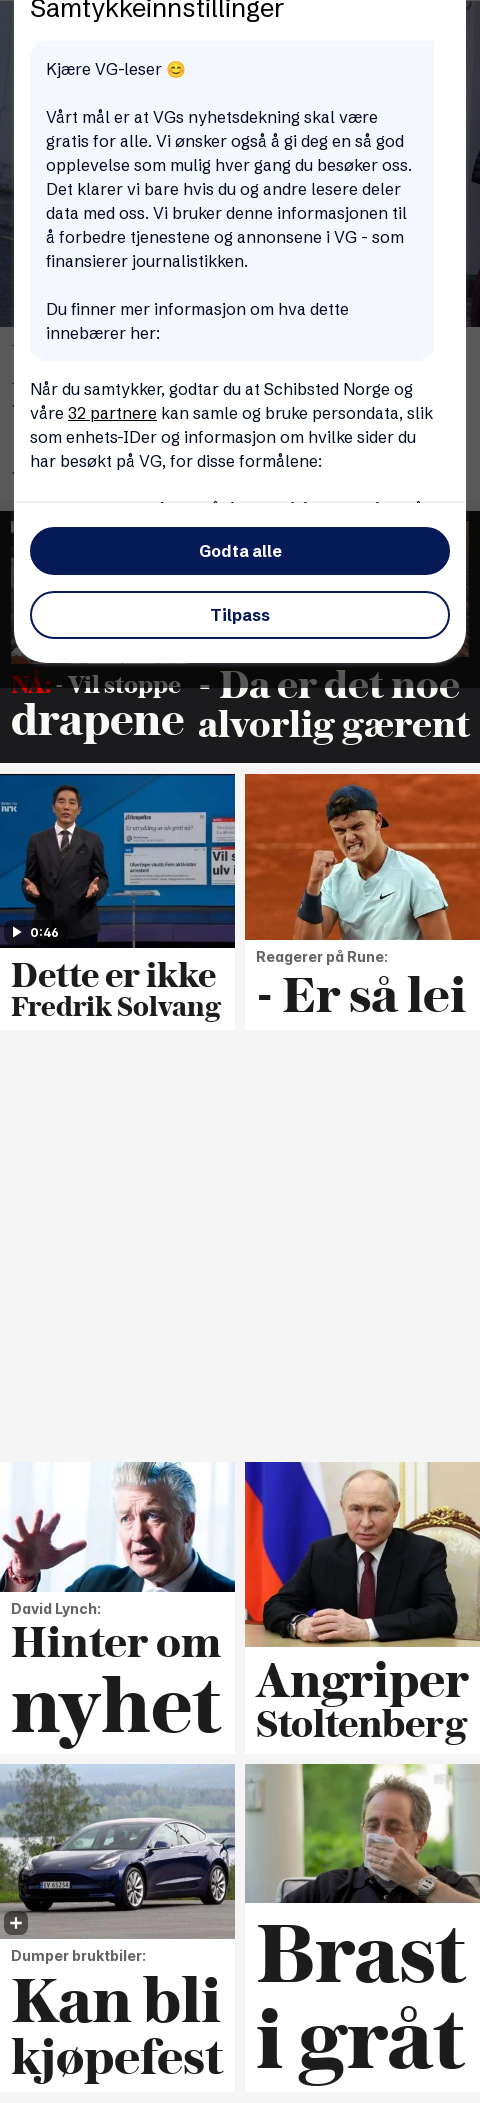 Samtykkeinnstillinger
Kjære VG-leser 😊
Vårt mål er at VGs nyhetsdekning skal være
gratis for alle. Vi ønsker også å gi deg en så god
opplevelse som mulig hver gang du besøker oss.
Det klarer vi bare hvis du og andre lesere deler
data med oss. Vi bruker denne informasjonen til
å forbedre tjenestene og annonsene i VG - som
finansierer journalistikken.
Du finner mer informasjon om hva dette
innebærer her:
Når du samtykker, godtar du at Schibsted Norge og
våre 32 partnere kan samle og bruke persondata, slik
som enhets-IDer og informasjon om hvilke sider du
har besøkt på VG, for disse formålene:
Godta alle
Tilpass
NÅ: - Vil stoppe
drapene
- Da er det noe
alvorlig gærent
NRK
0:46
Dette er ikke
Fredrik Solvang
Reagerer på Rune:
- Er så lei
David Lynch:
Hinter om
nyhet
Angriper
Stoltenberg
Dumper bruktbiler:
Kan bli
kjøpefest
Brast
i gråt